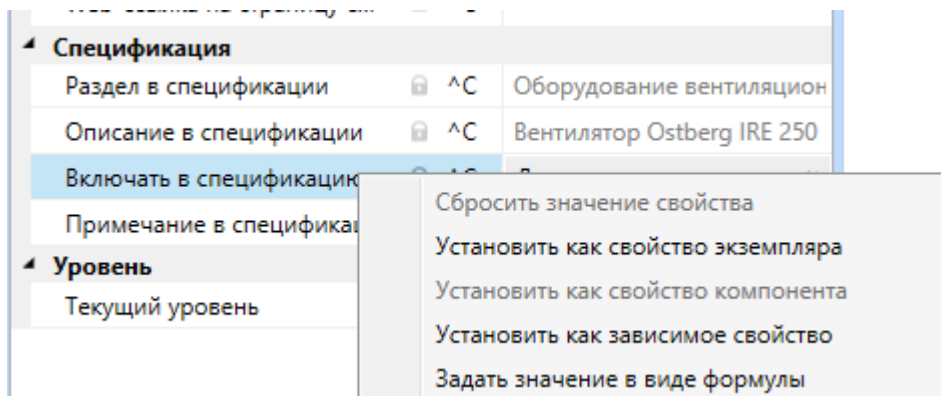 Спецификация
Раздел в спецификации ^C Оборудование вентиляцион
Описание в спецификации ^C Вентилятор Ostberg IRE 250
Включать в спецификацию
Примечание в спецификац
Уровень
Текущий уровень
Сбросить значение свойства
Установить как свойство экземпляра
Установить как свойство компонента
Установить как зависимое свойство
Задать значение в виде формулы